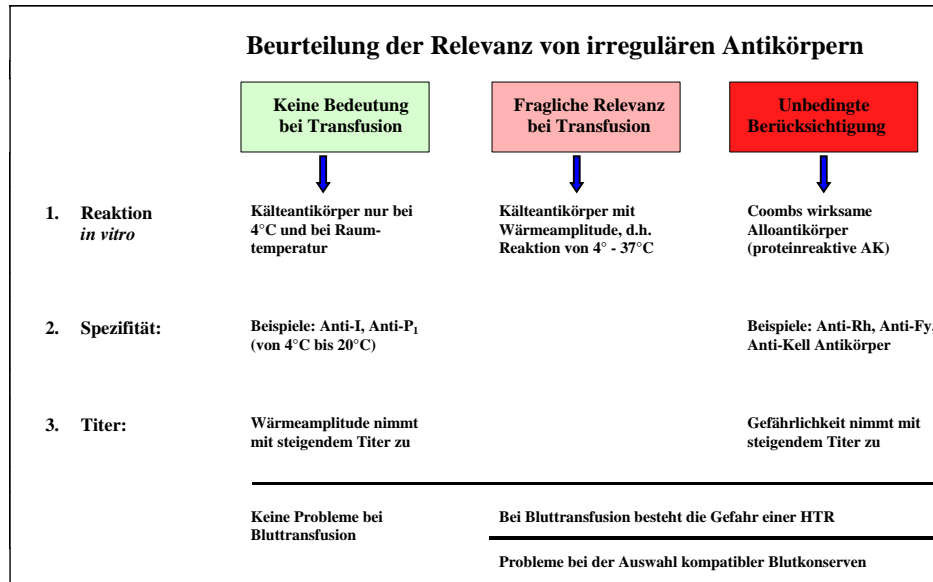 Beurteilung der Relevanz von irregulären Antikörpern
Keine Bedeutung
bei Transfusion
Fragliche Relevanz
bei Transfusion
Unbedingte
Berücksichtigung
1. Reaktion
in vitro
Kälteantikörper nur bei
4°C und bei Raum-
temperatur
Kälteantikörper mit
Wärmeamplitude, d.h.
Reaktion von 4° - 37°C
Coombs wirksame
Alloantikörper
(proteinreaktive AK)
2. Spezifität:
Beispiele: Anti-I, Anti-P₁
(von 4°C bis 20°C)
Beispiele: Anti-Rh, Anti-Fy,
Anti-Kell Antikörper
3. Titer:
Wärmeamplitude nimmt
mit steigendem Titer zu
Gefährlichkeit nimmt mit
steigendem Titer zu
Keine Probleme bei
Bluttransfusion
Bei Bluttransfusion besteht die Gefahr einer HTR
Probleme bei der Auswahl kompatibler Blutkonserven